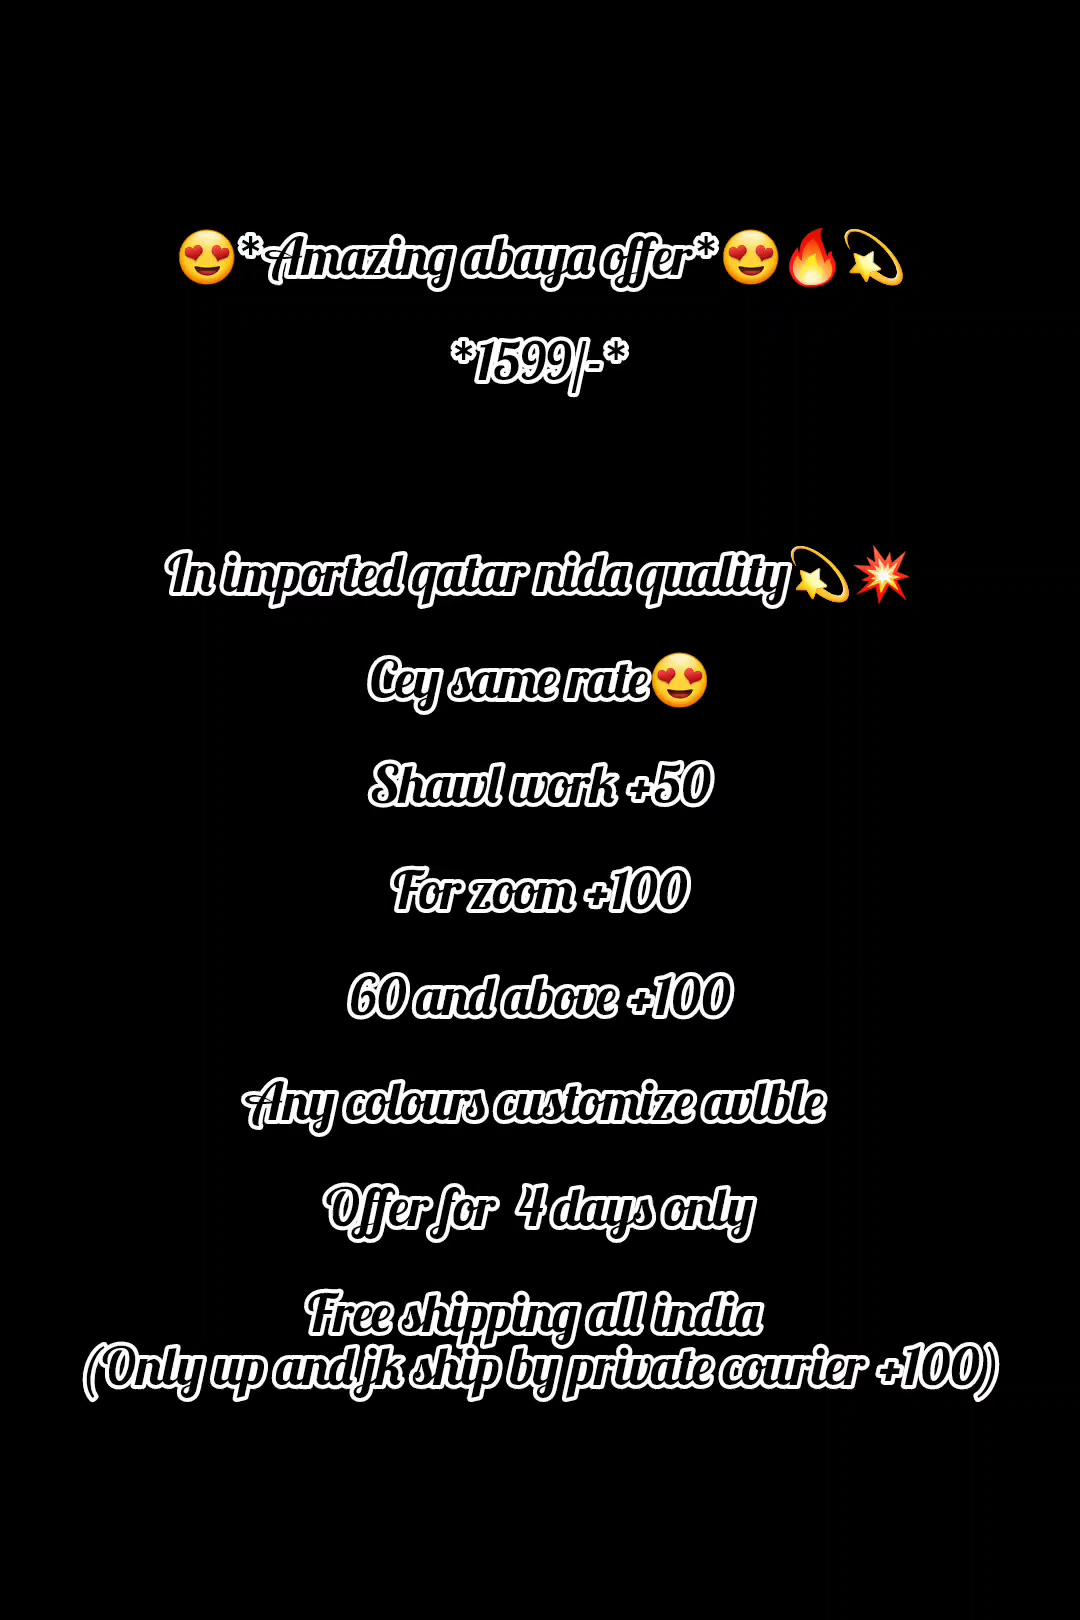 😍*Amazing abaya offer*😍🔥💫
*1599/-*
In imported qatar nida quality💫💥
Cey same rate😍
Shawl work +50
For zoom +100
60 and above +100
Any colours customize avlble
Offer for 4 days only
Free shipping all india
(Only up and jk ship by private courier +100)